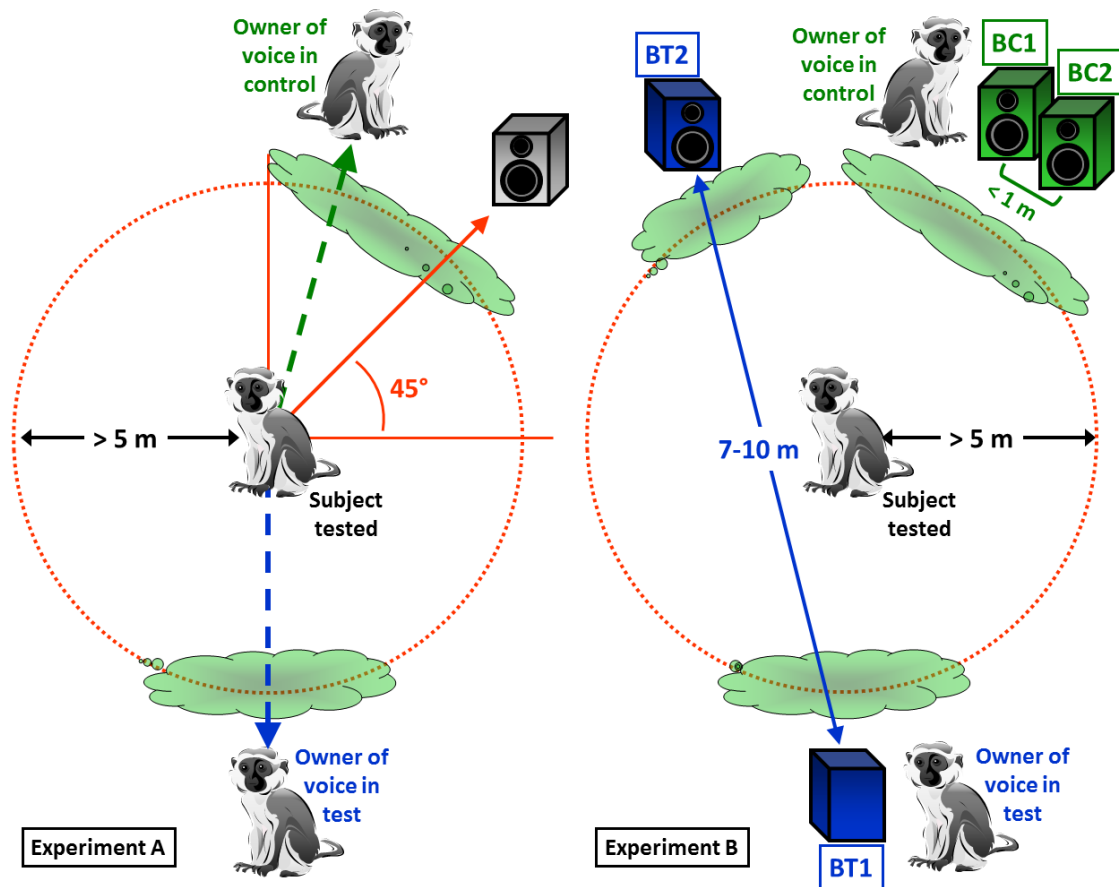 Owner of
voice in
control
45°
> 5 m
Subject
tested
Owner of
voice in
test
Experiment A
BT2
Owner of
voice in
control
BC1
BC2
< 1 m
7-10 m
> 5 m
Subject
tested
Owner of
voice in
test
BT1
Experiment B